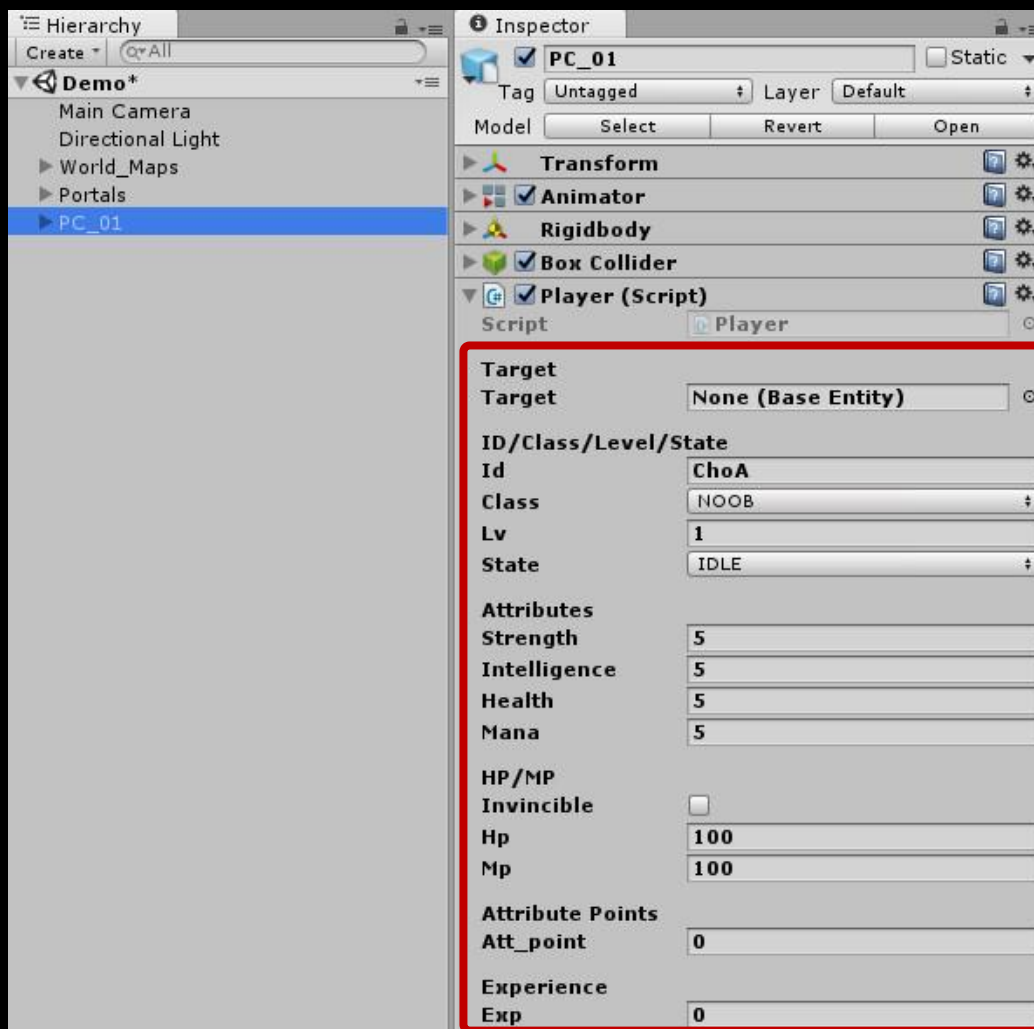 Hierarchy
Create
All
Demo*
Main Camera
Directional Light
World_Maps
Portals
PC_01
Inspector
PC_01
Static
Tag Untagged Layer Default
Model Select Revert Open
Transform
Animator
Rigidbody
Box Collider
Player (Script)
Script Player
Target
Target None (Base Entity)
ID/Class/Level/State
Id ChoA
Class NOOB
Lv 1
State IDLE
Attributes
Strength 5
Intelligence 5
Health 5
Mana 5
HP/MP
Invincible
Hp 100
Mp 100
Attribute Points
Att_point 0
Experience
Exp 0